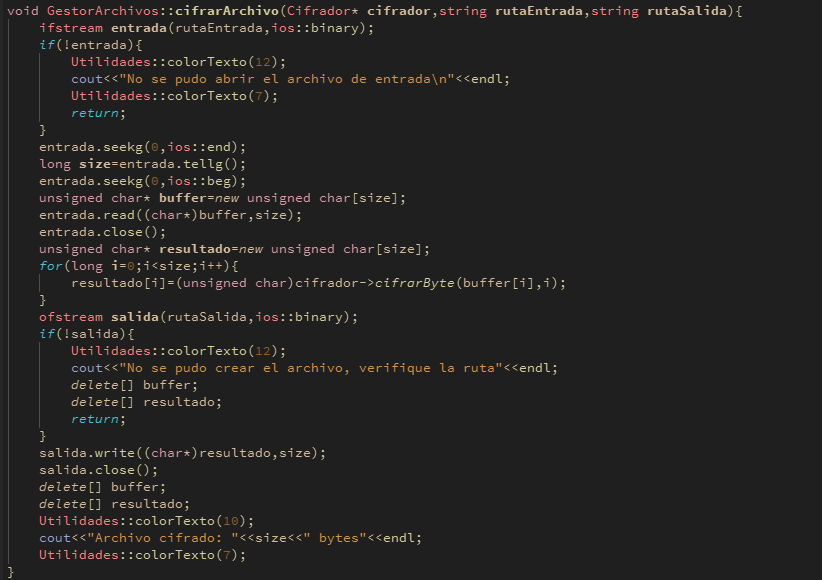 void GestorArchivos::cifrarArchivo(Cifrador* cifrador,string rutaEntrada,string rutaSalida){
    ifstream entrada(rutaEntrada,ios::binary);
    if(!entrada){
        Utilidades::colorTexto(12);
        cout<<"No se pudo abrir el archivo de entrada\n"<<endl;
        Utilidades::colorTexto(7);
        return;
    }
    entrada.seekg(0,ios::end);
    long size=entrada.tellg();
    entrada.seekg(0,ios::beg);
    unsigned char* buffer=new unsigned char[size];
    entrada.read((char*)buffer,size);
    entrada.close();
    unsigned char* resultado=new unsigned char[size];
    for(long i=0;i<size;i++){
        resultado[i]=(unsigned char)cifrador->cifrarByte(buffer[i],i);
    }
    ofstream salida(rutaSalida,ios::binary);
    if(!salida){
        Utilidades::colorTexto(12);
        cout<<"No se pudo crear el archivo, verifique la ruta"<<endl;
        delete[] buffer;
        delete[] resultado;
        return;
    }
    salida.write((char*)resultado,size);
    salida.close();
    delete[] buffer;
    delete[] resultado;
    Utilidades::colorTexto(10);
    cout<<"Archivo cifrado: "<<size<<" bytes"<<endl;
    Utilidades::colorTexto(7);
}